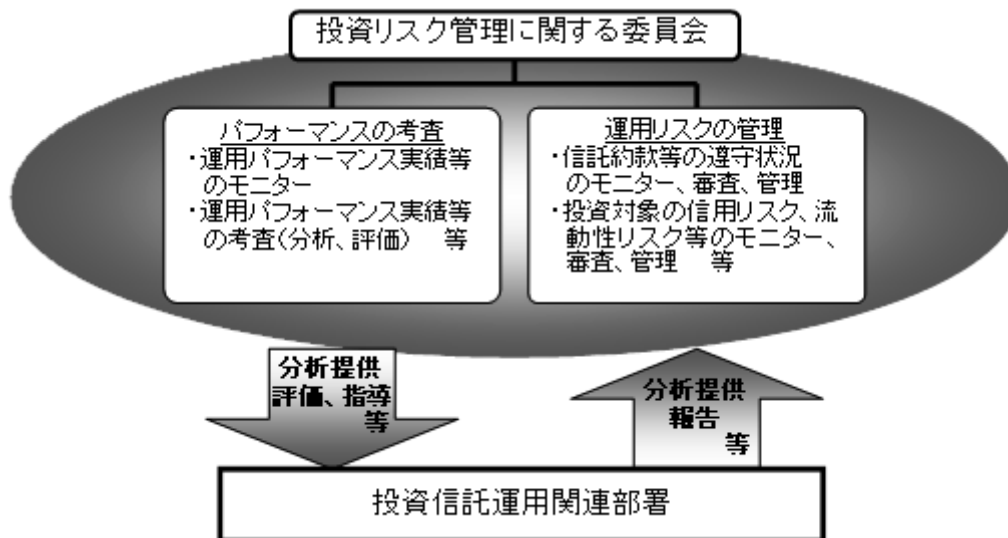 投資リスク管理に関する委員会
パフォーマンスの考査
・運用パフォーマンス実績等
のモニター
・運用パフォーマンス実績等
の考査(分析、評価) 等
運用リスクの管理
・信託約款等の遵守状況
のモニター、審査、管理
・投資対象の信用リスク、流
動性リスク等のモニター、
審査、管理 等
分析提供
評価、指導
等
分析提供
報告
等
投資信託運用関連部署